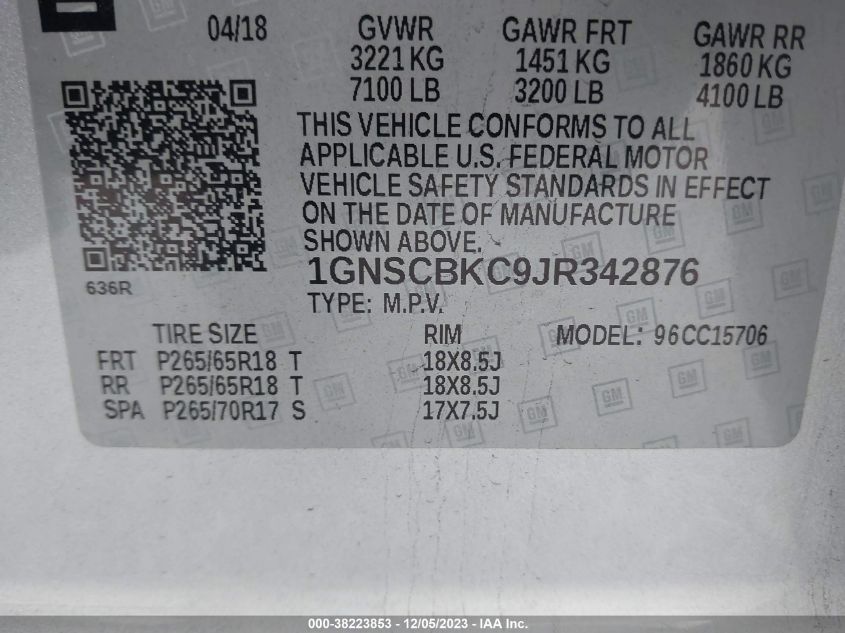 04/18 GVWR GAWR FRT GAWR RR
3221 KG 1451 KG 1860 KG
7100 LB 3200 LB 4100 LB
THIS VEHICLE CONFORMS TO ALL
APPLICABLE U.S. FEDERAL MOTOR
VEHICLE SAFETY STANDARDS IN EFFECT
ON THE DATE OF MANUFACTURE
SHOWN ABOVE.
1GNSCBKC9JR342876
636R
TYPE: M.P.V.
TIRE SIZE RIM MODEL: 96CC15706
FRT P265/65R18 T 18X8.5J
RR P265/65R18 T 18X8.5J
SPA P265/70R17 S 17X7.5J
000-38223853 - 12/05/2023 - IAA Inc.